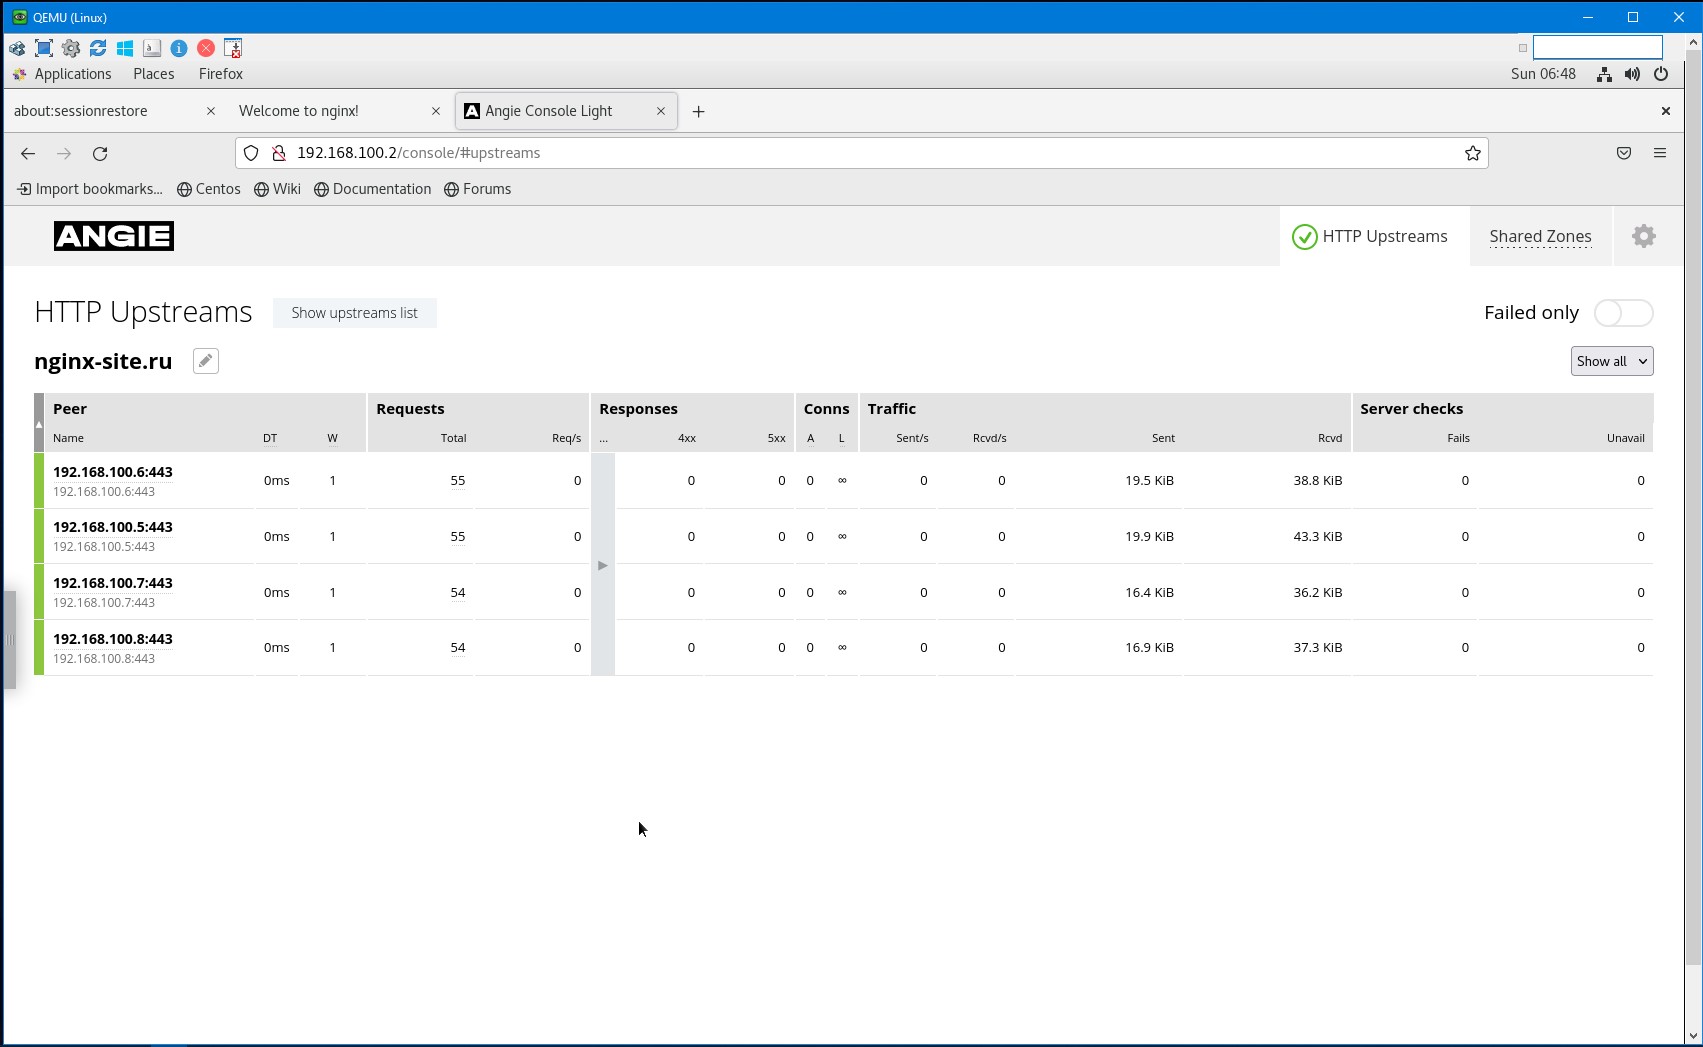 QEMU (Linux)
Applications Places Firefox Sun 06:48
about:sessionrestore Welcome to nginx! Angie Console Light
192.168.100.2/console/#upstreams
Import bookmarks... Centos Wiki Documentation Forums
ANGIE HTTP Upstreams Shared Zones
HTTP Upstreams Show upstreams list Failed only
nginx-site.ru Show all
Peer Requests Responses Conns Traffic Server checks
Name DT W Total Req/s ... 4xx 5xx A L Sent/s Rcvd/s Sent Rcvd Fails Unavail
192.168.100.6:443
192.168.100.6:443 0ms 1 55 0 0 0 0 ∞ 0 0 19.5 KiB 38.8 KiB 0 0
192.168.100.5:443
192.168.100.5:443 0ms 1 55 0 0 0 0 ∞ 0 0 19.9 KiB 43.3 KiB 0 0
192.168.100.7:443
192.168.100.7:443 0ms 1 54 0 0 0 0 ∞ 0 0 16.4 KiB 36.2 KiB 0 0
192.168.100.8:443
192.168.100.8:443 0ms 1 54 0 0 0 0 ∞ 0 0 16.9 KiB 37.3 KiB 0 0